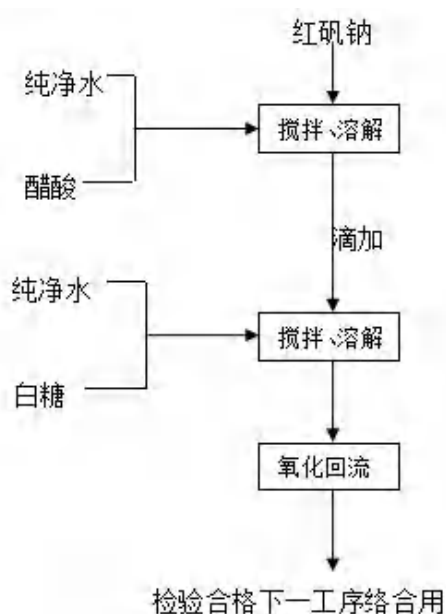 红矾钠
纯净水
搅拌、溶解
醋酸
滴加
纯净水
搅拌、溶解
白糖
氧化回流
检验合格下一工序络合用